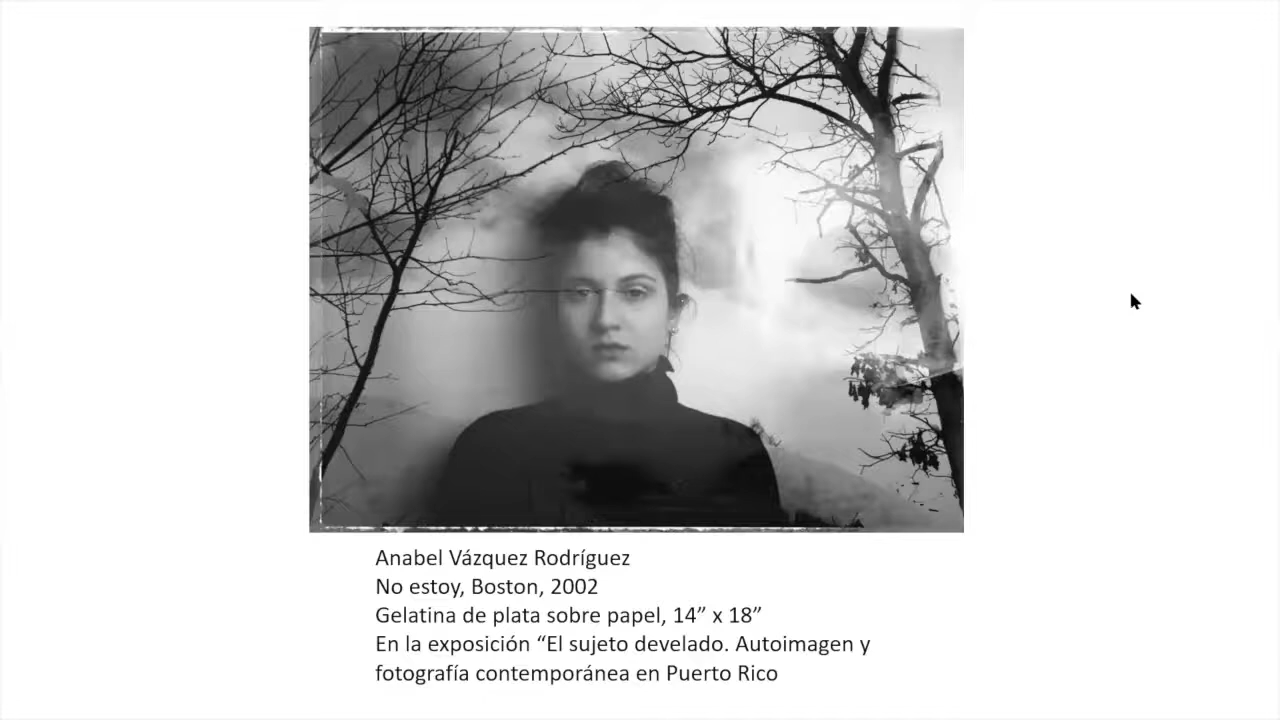 Anabel Vázquez Rodríguez
No estoy, Boston, 2002
Gelatina de plata sobre papel, 14” x 18”
En la exposición “El sujeto develado. Autoimagen y
fotografía contemporánea en Puerto Rico